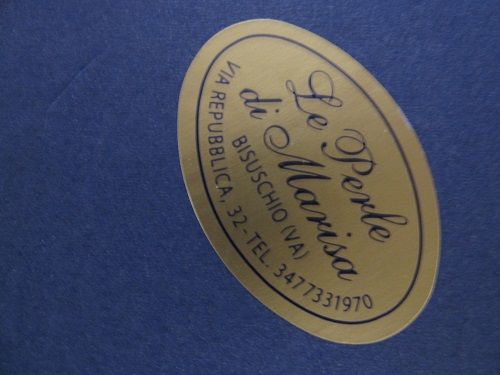 Le Perle
di Marisa
BISUSCHIO (VA)
VIA REPUBBLICA, 32-TEL. 3477331970